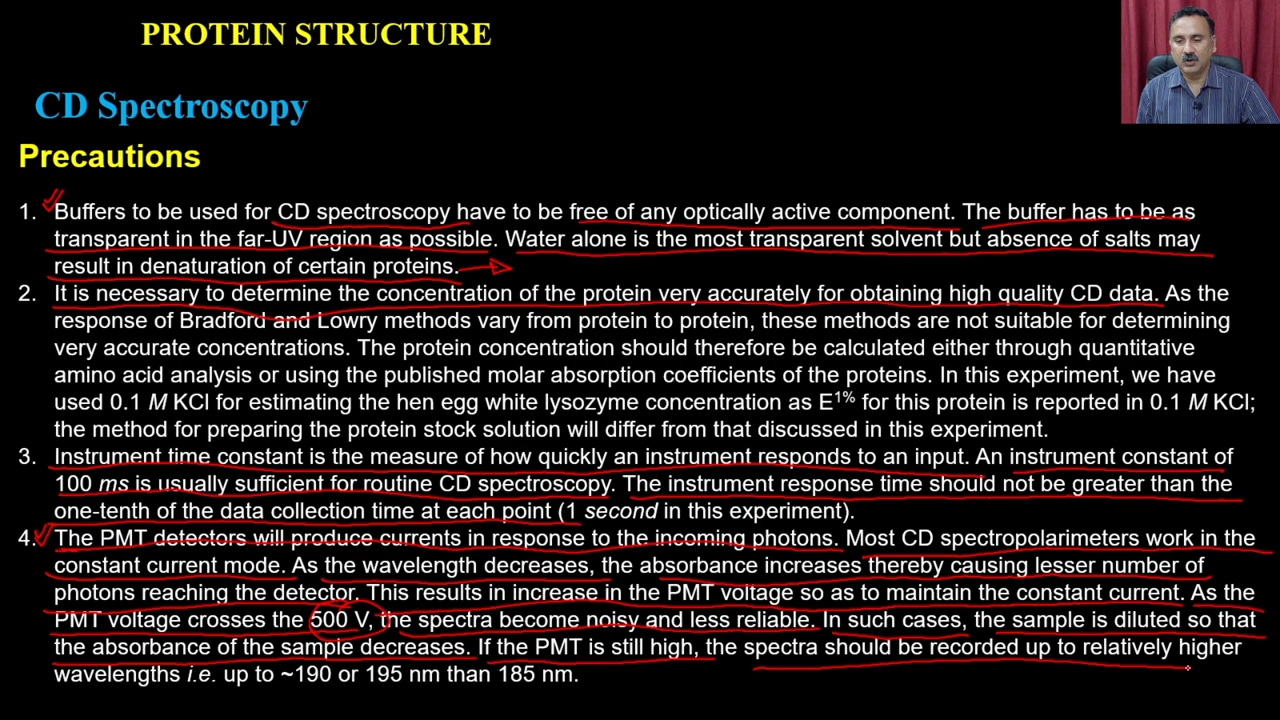 PROTEIN STRUCTURE
CD Spectroscopy
Precautions
1. Buffers to be used for CD spectroscopy have to be free of any optically active component. The buffer has to be as
transparent in the far-UV region as possible. Water alone is the most transparent solvent but absence of salts may
result in denaturation of certain proteins.
2. It is necessary to determine the concentration of the protein very accurately for obtaining high quality CD data. As the
response of Bradford and Lowry methods vary from protein to protein, these methods are not suitable for determining
very accurate concentrations. The protein concentration should therefore be calculated either through quantitative
amino acid analysis or using the published molar absorption coefficients of the proteins. In this experiment, we have
used 0.1 M KCl for estimating the hen egg white lysozyme concentration as E1% for this protein is reported in 0.1 M KCl;
the method for preparing the protein stock solution will differ from that discussed in this experiment.
3. Instrument time constant is the measure of how quickly an instrument responds to an input. An instrument constant of
100 ms is usually sufficient for routine CD spectroscopy. The instrument response time should not be greater than the
one-tenth of the data collection time at each point (1 second in this experiment).
4. The PMT detectors will produce currents in response to the incoming photons. Most CD spectropolarimeters work in the
constant current mode. As the wavelength decreases, the absorbance increases thereby causing lesser number of
photons reaching the detector. This results in increase in the PMT voltage so as to maintain the constant current. As the
PMT voltage crosses the 500 V, the spectra become noisy and less reliable. In such cases, the sample is diluted so that
the absorbance of the sample decreases. If the PMT is still high, the spectra should be recorded up to relatively higher
wavelengths i.e. up to ~190 or 195 nm than 185 nm.